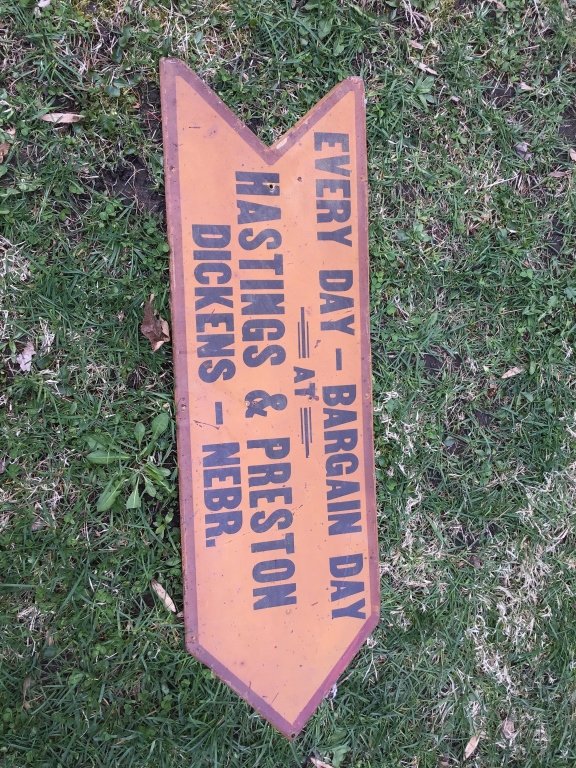 EVERY DAY - BARGAIN DAY
AT
HASTINGS & PRESTON
DICKENS - NEBR.